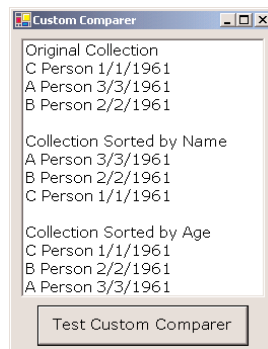 Custom Comparer
Original Collection
C Person 1/1/1961
A Person 3/3/1961
B Person 2/2/1961
Collection Sorted by Name
A Person 3/3/1961
B Person 2/2/1961
C Person 1/1/1961
Collection Sorted by Age
C Person 1/1/1961
B Person 2/2/1961
A Person 3/3/1961
Test Custom Comparer